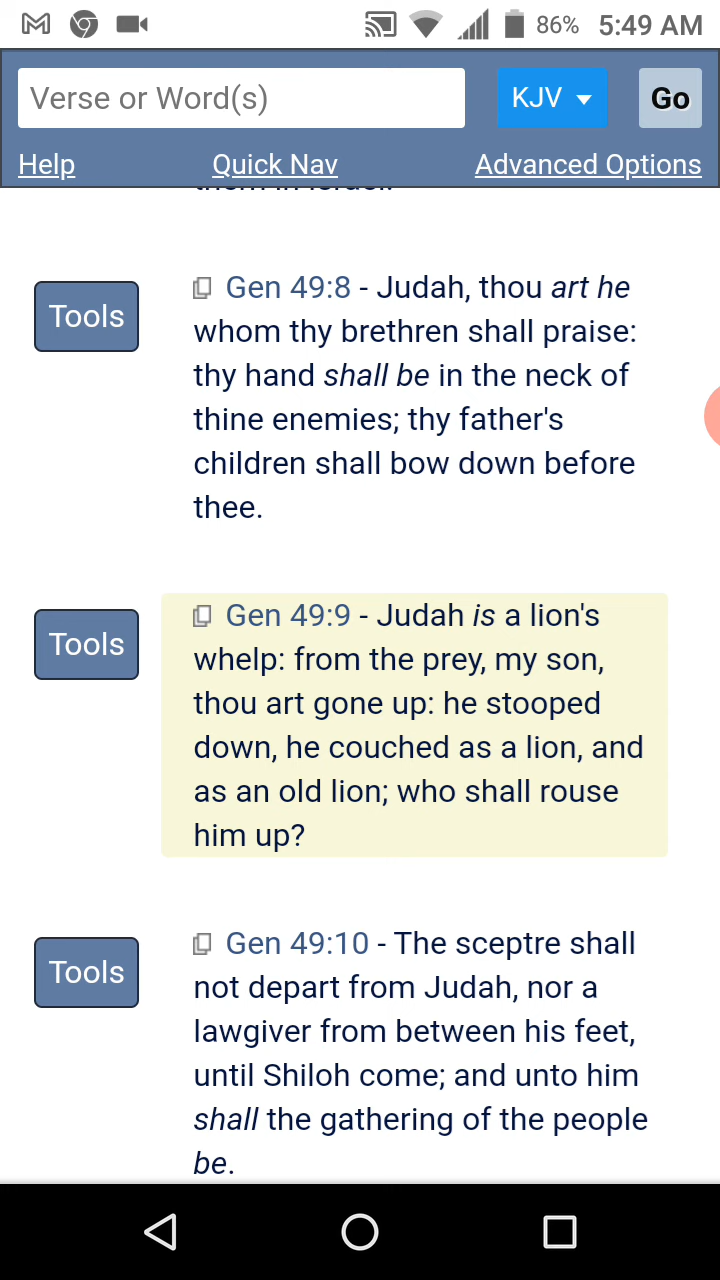 86% 5:49 AM
Verse or Word(s) KJV Go
Help Quick Nav Advanced Options
them in Israel.
Tools
Gen 49:8 - Judah, thou art he
whom thy brethren shall praise:
thy hand shall be in the neck of
thine enemies; thy father's
children shall bow down before
thee.
Tools
Gen 49:9 - Judah is a lion's
whelp: from the prey, my son,
thou art gone up: he stooped
down, he couched as a lion, and
as an old lion; who shall rouse
him up?
Tools
Gen 49:10 - The sceptre shall
not depart from Judah, nor a
lawgiver from between his feet,
until Shiloh come; and unto him
shall the gathering of the people
be.